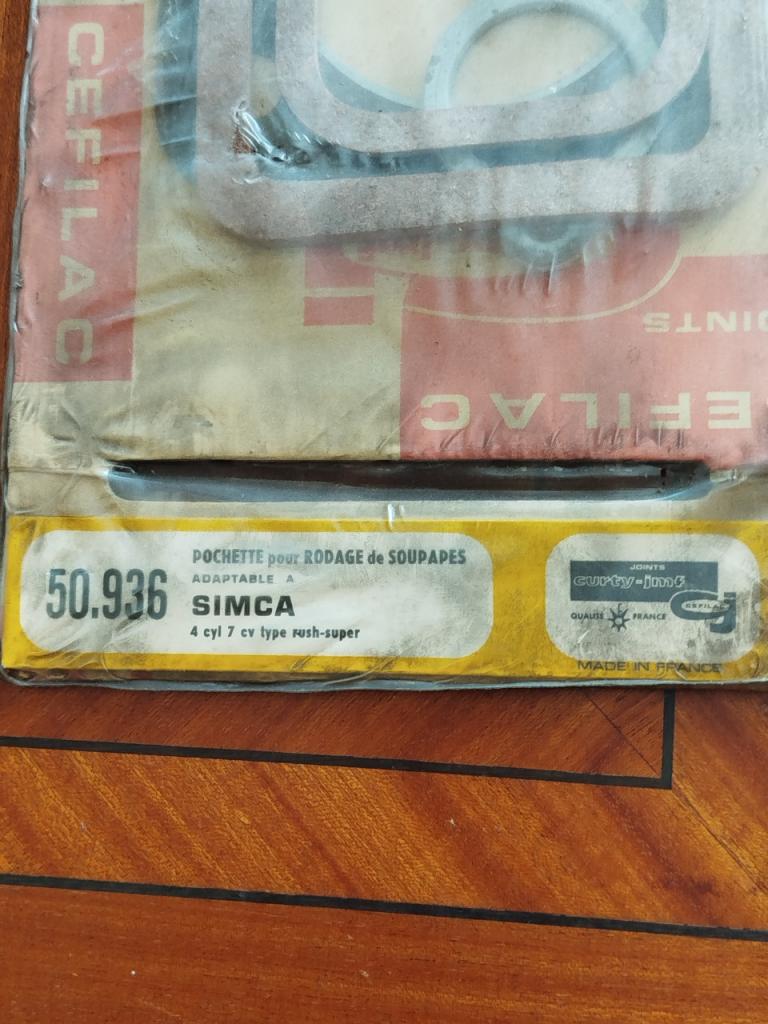 CEFILAC
JOINTS
CEFILAC
50.936
POCHETTE pour RODAGE de SOUPAPES
ADAPTABLE A
SIMCA
4 cyl 7 cv type rush-super
JOINTS
curty-jmf
CEFILAC
QUALITE FRANCE
cj
MADE IN FRANCE